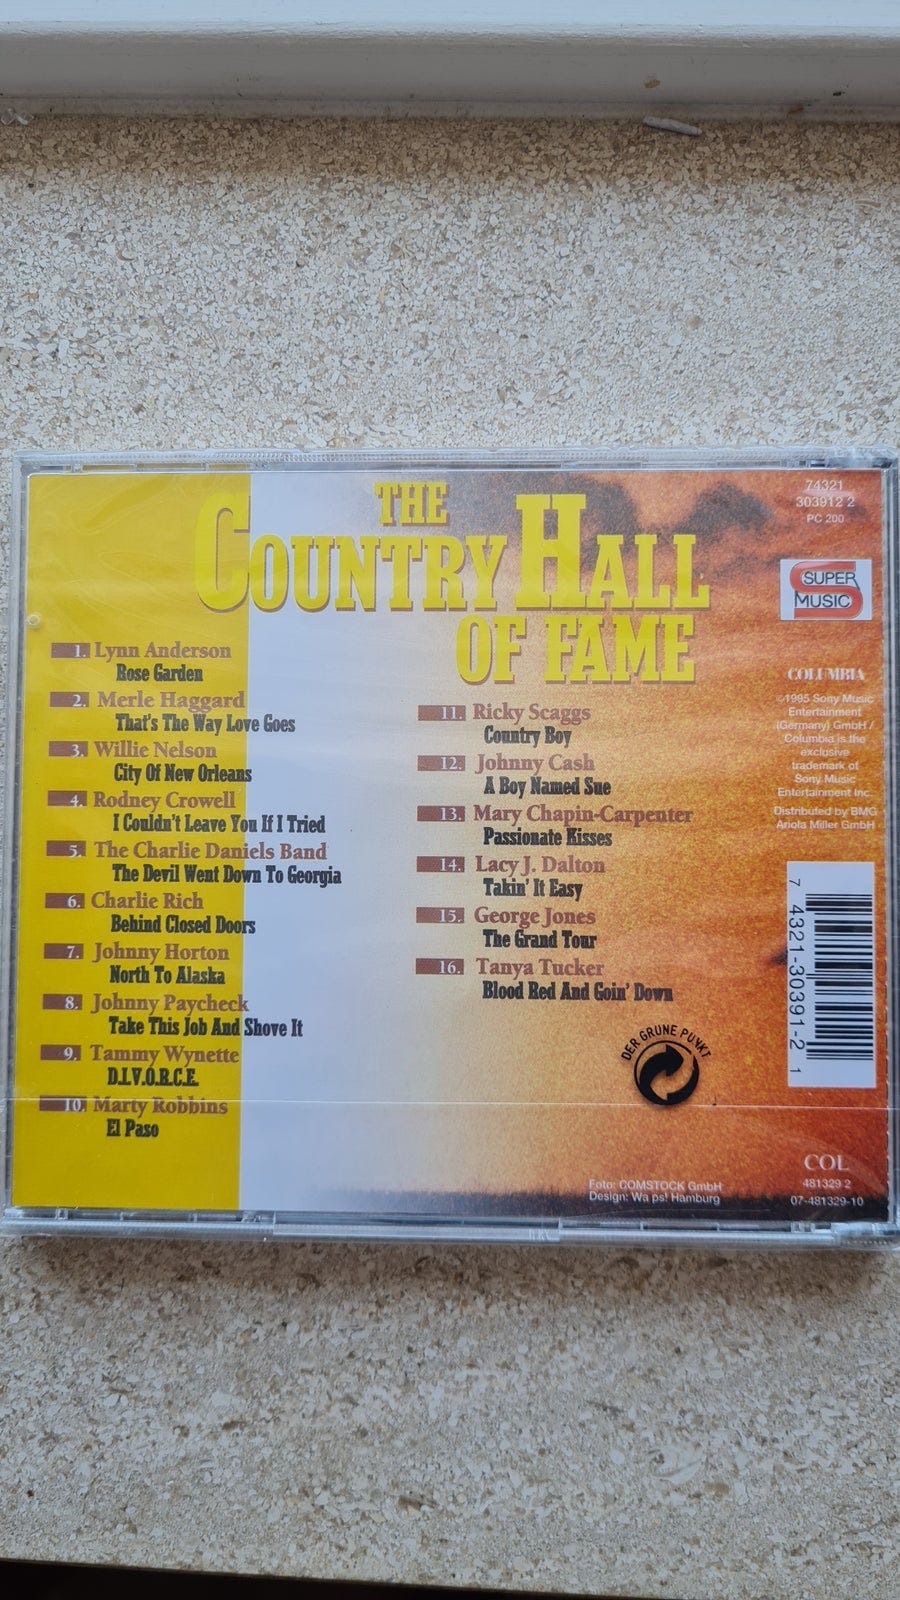 THE
COUNTRY HALL
OF FAME
1. Lynn Anderson
Rose Garden
2. Merle Haggard
That's The Way Love Goes
3. Willie Nelson
City Of New Orleans
4. Rodney Crowell
I Couldn't Leave You If I Tried
5. The Charlie Daniels Band
The Devil Went Down To Georgia
6. Charlie Rich
Behind Closed Doors
7. Johnny Horton
North To Alaska
8. Johnny Paycheck
Take This Job And Shove It
9. Tammy Wynette
D.I.V.O.R.C.E.
10. Marty Robbins
El Paso
11. Ricky Scaggs
Country Boy
12. Johnny Cash
A Boy Named Sue
13. Mary Chapin-Carpenter
Passionate Kisses
14. Lacy J. Dalton
Takin' It Easy
15. George Jones
The Grand Tour
16. Tanya Tucker
Blood Red And Goin' Down
DER GRÜNE PUNKT
Foto: COMSTOCK GmbH
Design: Wa ps! Hamburg
74321
303912 2
PC 200
SUPER
MUSIC
COLUMBIA
©1995 Sony Music
Entertainment
(Germany) GmbH /
Columbia is the
exclusive
trademark of
Sony Music
Entertainment Inc.
Distributed by BMG
Ariola Miller GmbH
7 4321-30391-2 1
COL
481329 2
07-481329-10